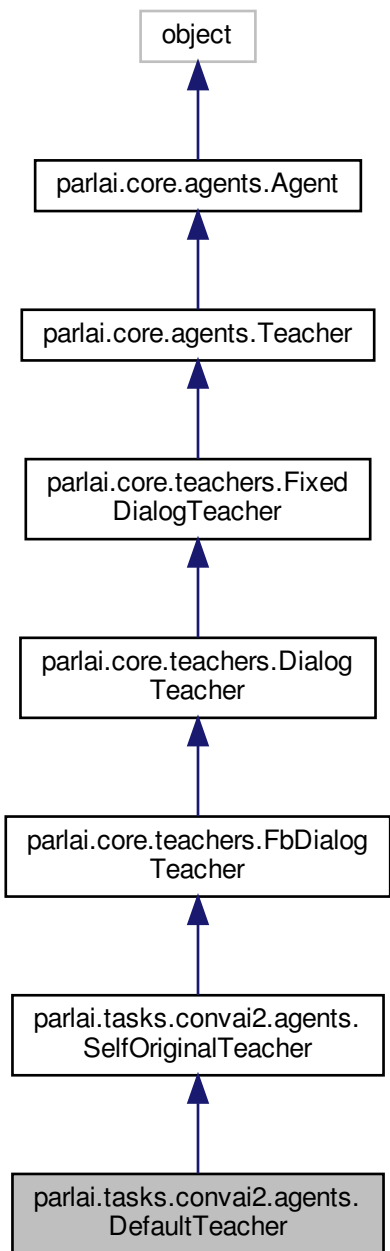 object
parlai.core.agents.Agent
parlai.core.agents.Teacher
parlai.core.teachers.Fixed
DialogTeacher
parlai.core.teachers.Dialog
Teacher
parlai.core.teachers.FbDialog
Teacher
parlai.tasks.convai2.agents.
SelfOriginalTeacher
parlai.tasks.convai2.agents.
DefaultTeacher